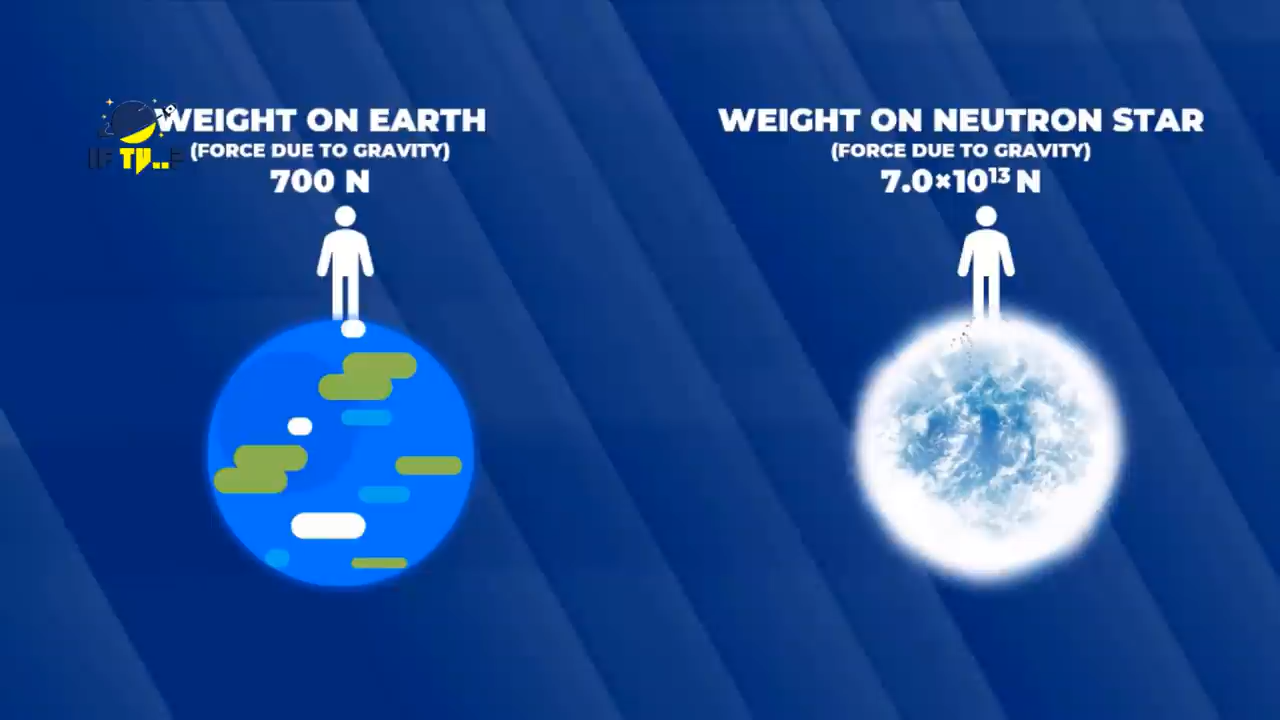 WEIGHT ON EARTH
(FORCE DUE TO GRAVITY)
700 N
WEIGHT ON NEUTRON STAR
(FORCE DUE TO GRAVITY)
7.0×10¹³ N
TV..